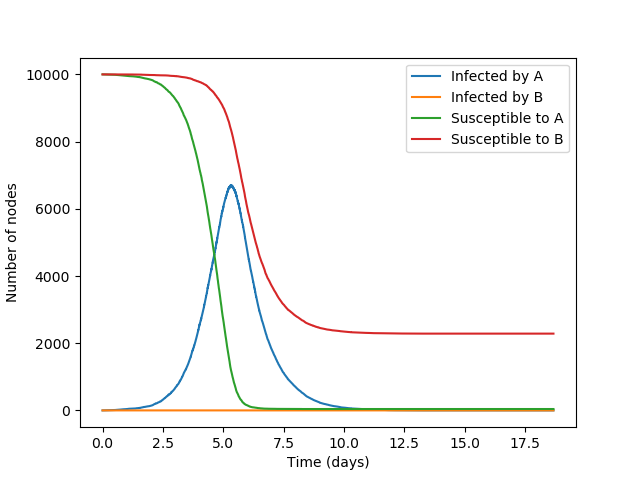 Infected by A
Infected by B
Susceptible to A
Susceptible to B
Number of nodes
10000
8000
6000
4000
2000
0
0.0 2.5 5.0 7.5 10.0 12.5 15.0 17.5
Time (days)